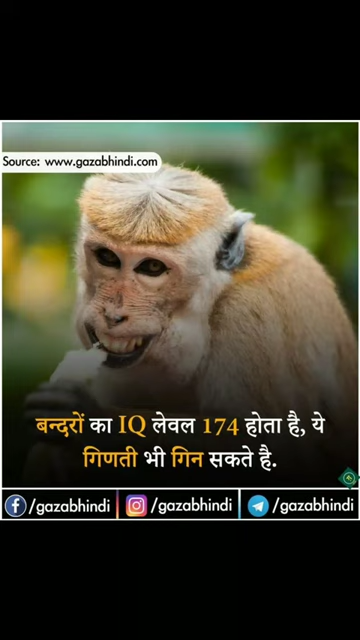 Source: www.gazabhindi.com
बन्दरों का IQ लेवल 174 होता है, ये
गिणती भी गिन सकते है.
/gazabhindi /gazabhindi /gazabhindi